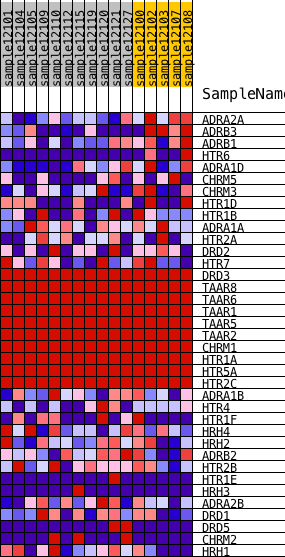 sample12101
sample12104
sample12105
sample12109
sample12110
sample12112
sample12115
sample12119
sample12120
sample12121
sample12122
sample12100
sample12102
sample12103
sample12107
sample12108
SampleName
ADRA2A
ADRB3
ADRB1
HTR6
ADRA1D
CHRM5
CHRM3
HTR1D
HTR1B
ADRA1A
HTR2A
DRD2
HTR7
DRD3
TAAR8
TAAR6
TAAR1
TAAR5
TAAR2
CHRM1
HTR1A
HTR5A
HTR2C
ADRA1B
HTR4
HTR1F
HRH4
HRH2
ADRB2
HTR2B
HTR1E
HRH3
ADRA2B
DRD1
DRD5
CHRM2
HRH1